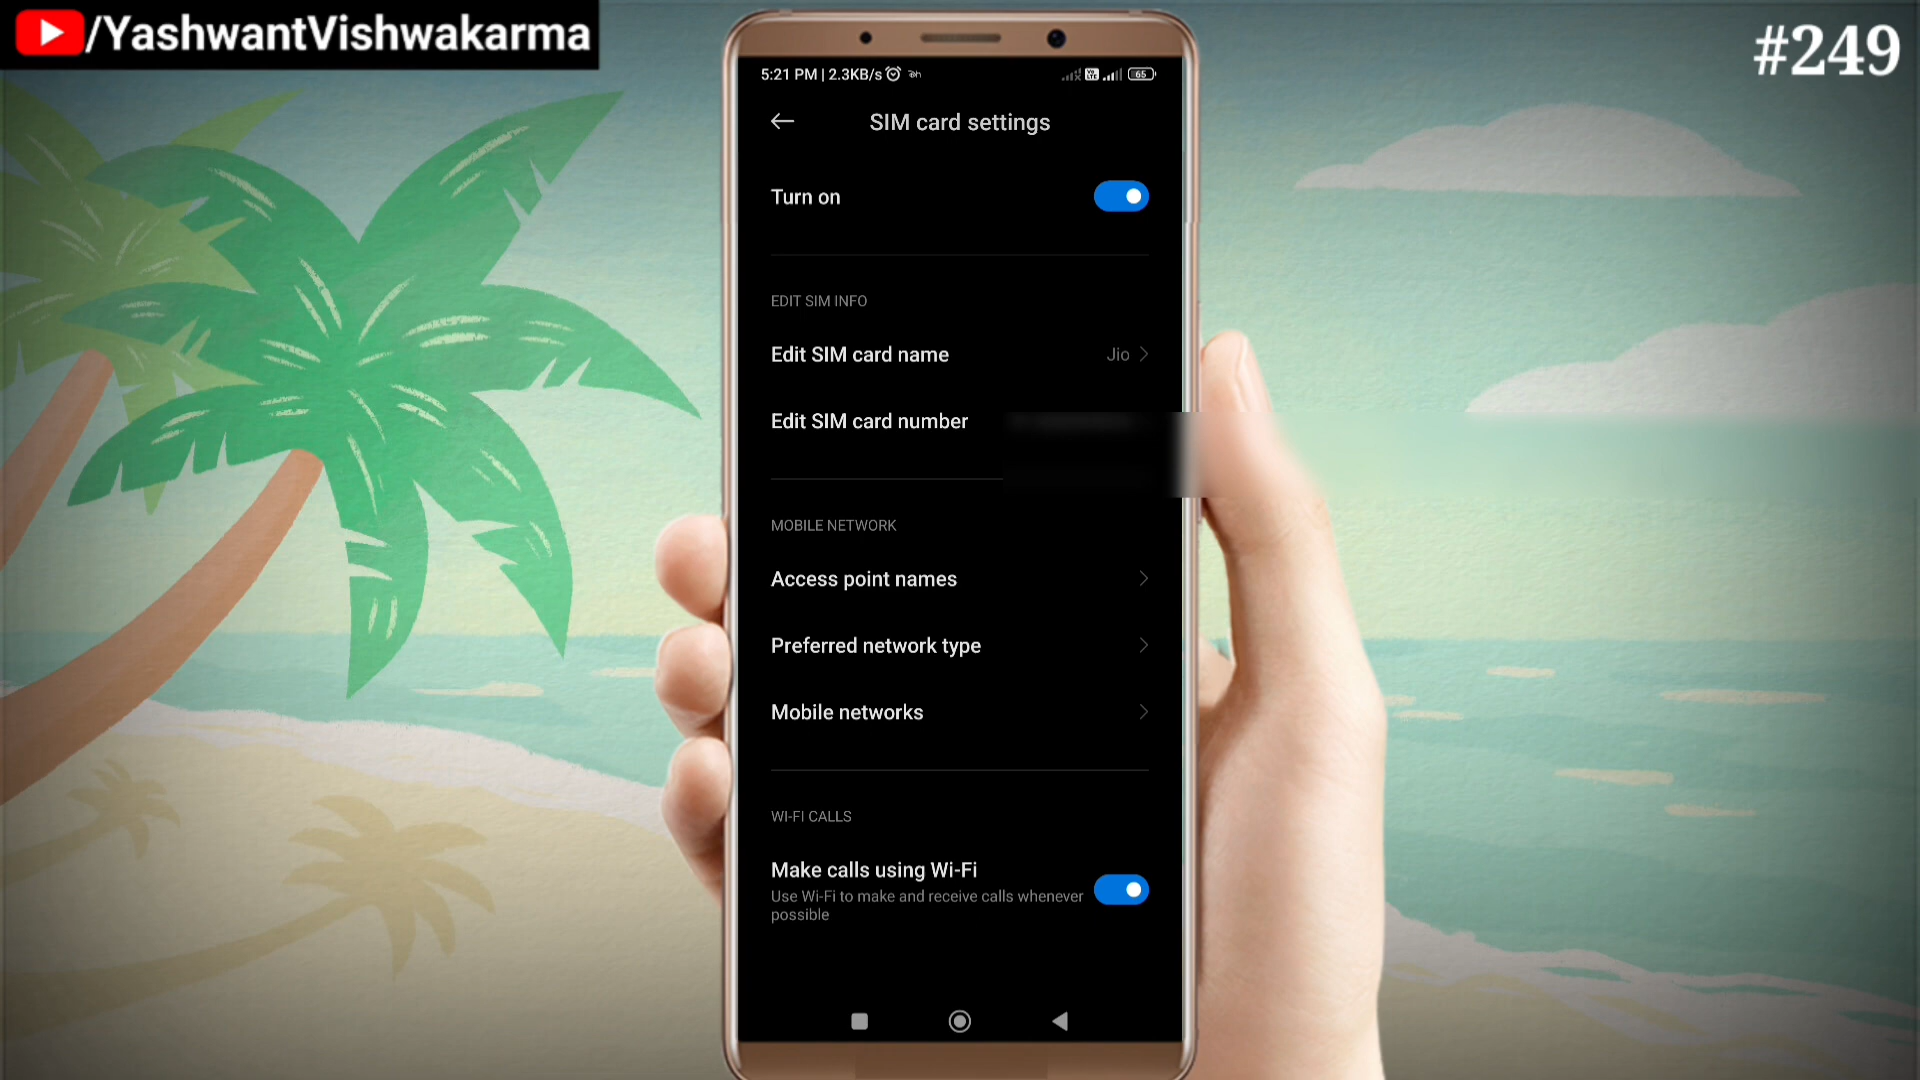 /YashwantVishwakarma
#249
5:21 PM | 2.3KB/s
65
SIM card settings
Turn on
EDIT SIM INFO
Edit SIM card name
Jio
Edit SIM card number
MOBILE NETWORK
Access point names
Preferred network type
Mobile networks
WI-FI CALLS
Make calls using Wi-Fi
Use Wi-Fi to make and receive calls whenever
possible